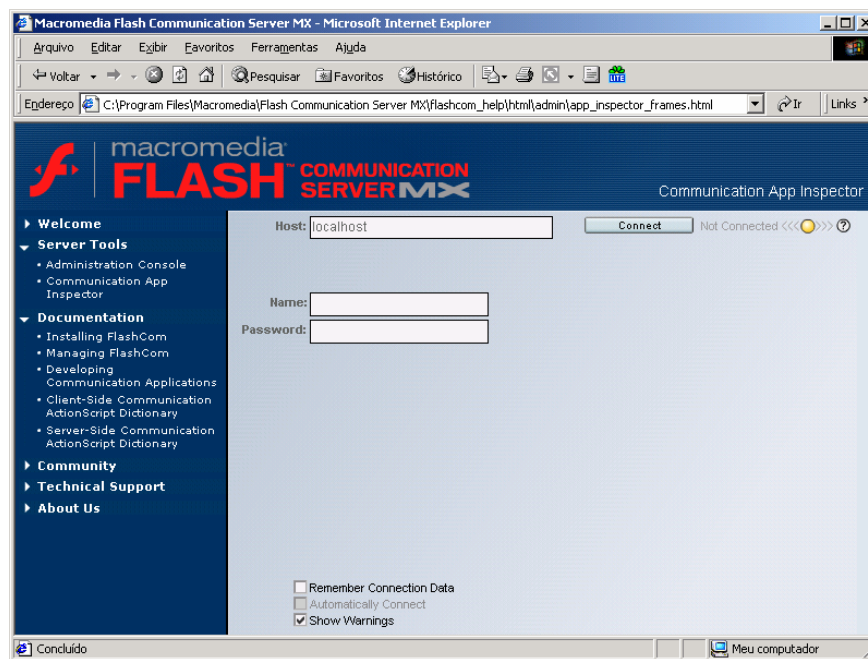 Macromedia Flash Communication Server MX - Microsoft Internet Explorer
Arquivo Editar Exibir Favoritos Ferramentas Ajuda
Voltar Pesquisar Favoritos Histórico LITE
Endereço C:\Program Files\Macromedia\Flash Communication Server MX\flashcom_help\html\admin\app_inspector_frames.html Ir Links
macromedia
FLASH™ COMMUNICATION
SERVER MX
Communication App Inspector
Welcome
Server Tools
• Administration Console
• Communication App
Inspector
Documentation
• Installing FlashCom
• Managing FlashCom
• Developing
Communication Applications
• Client-Side Communication
ActionScript Dictionary
• Server-Side Communication
ActionScript Dictionary
Community
Technical Support
About Us
Host: localhost Connect Not Connected <<< >>> ?
Name:
Password:
Remember Connection Data
Automatically Connect
Show Warnings
Concluído Meu computador